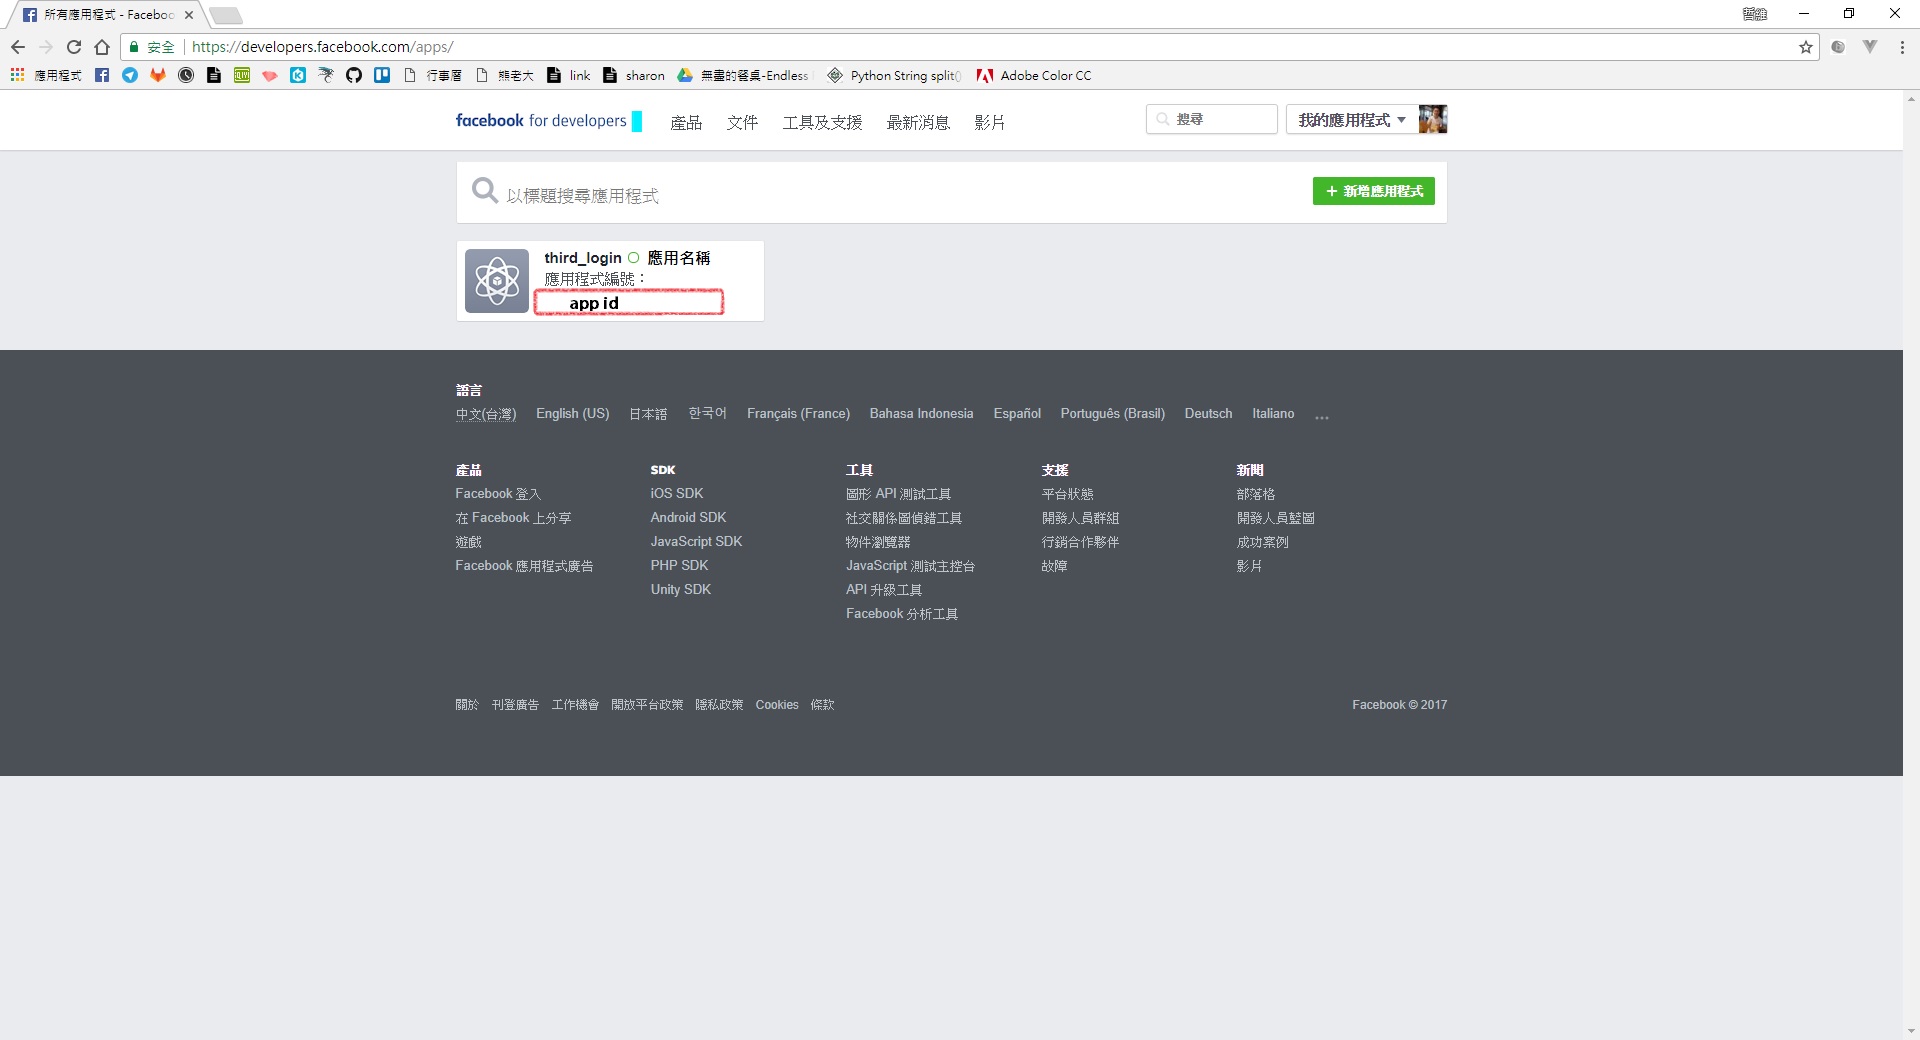 所有應用程式 - Faceboo
哲維
安全 https://developers.facebook.com/apps/
應用程式 行事曆 熊老大 link sharon 無盡的餐桌-Endless Python String split() Adobe Color CC
facebook for developers 產品 文件 工具及支援 最新消息 影片 搜尋 我的應用程式
以標題搜尋應用程式 + 新增應用程式
third_login 應用名稱
應用程式編號：
app id
語言
中文(台灣) English (US) 日本語 한국어 Français (France) Bahasa Indonesia Español Português (Brasil) Deutsch Italiano ...
產品
Facebook 登入
在 Facebook 上分享
遊戲
Facebook 應用程式廣告
SDK
iOS SDK
Android SDK
JavaScript SDK
PHP SDK
Unity SDK
工具
圖形 API 測試工具
社交關係圖偵錯工具
物件瀏覽器
JavaScript 測試主控台
API 升級工具
Facebook 分析工具
支援
平台狀態
開發人員群組
行銷合作夥伴
故障
新聞
部落格
開發人員藍圖
成功案例
影片
關於 刊登廣告 工作機會 開放平台政策 隱私政策 Cookies 條款 Facebook © 2017